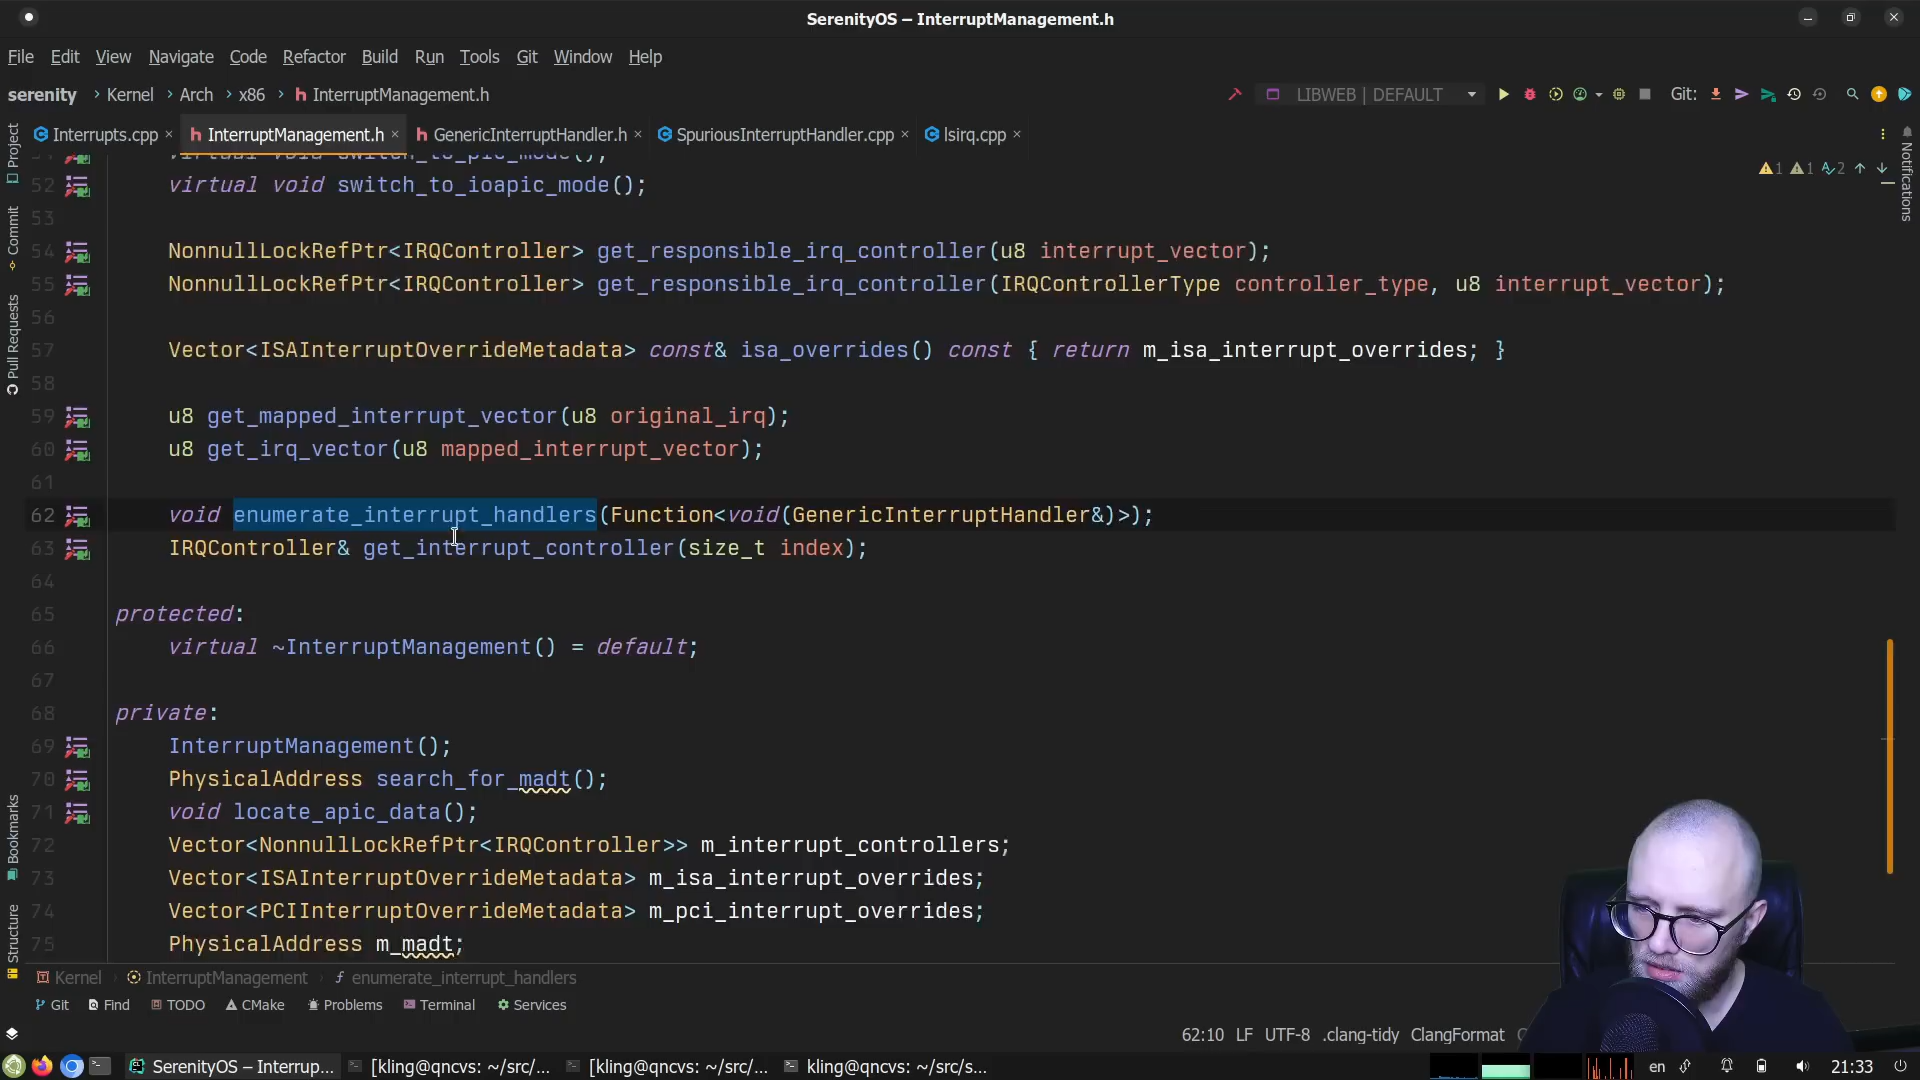 SerenityOS – InterruptManagement.h
File Edit View Navigate Code Refactor Build Run Tools Git Window Help
serenity › Kernel › Arch › x86 › InterruptManagement.h
LIBWEB | DEFAULT
Git:
Interrupts.cpp InterruptManagement.h GenericInterruptHandler.h SpuriousInterruptHandler.cpp lsirq.cpp
virtual void switch_to_pic_mode();
52 virtual void switch_to_ioapic_mode();
53
54 NonnullLockRefPtr<IRQController> get_responsible_irq_controller(u8 interrupt_vector);
55 NonnullLockRefPtr<IRQController> get_responsible_irq_controller(IRQControllerType controller_type, u8 interrupt_vector);
56
57 Vector<ISAInterruptOverrideMetadata> const& isa_overrides() const { return m_isa_interrupt_overrides; }
58
59 u8 get_mapped_interrupt_vector(u8 original_irq);
60 u8 get_irq_vector(u8 mapped_interrupt_vector);
61
62 void enumerate_interrupt_handlers(Function<void(GenericInterruptHandler&)>);
63 IRQController& get_interrupt_controller(size_t index);
64
65 protected:
66 virtual ~InterruptManagement() = default;
67
68 private:
69 InterruptManagement();
70 PhysicalAddress search_for_madt();
71 void locate_apic_data();
72 Vector<NonnullLockRefPtr<IRQController>> m_interrupt_controllers;
73 Vector<ISAInterruptOverrideMetadata> m_isa_interrupt_overrides;
74 Vector<PCIInterruptOverrideMetadata> m_pci_interrupt_overrides;
75 PhysicalAddress m_madt;
1 1 2
Project
Commit
Pull Requests
Bookmarks
Structure
Notifications
Kernel › InterruptManagement › enumerate_interrupt_handlers
Git Find TODO CMake Problems Terminal Services
62:10 LF UTF-8 .clang-tidy ClangFormat
SerenityOS – Interrup... [kling@qncvs: ~/src/... [kling@qncvs: ~/src/... kling@qncvs: ~/src/s...
en 21:33